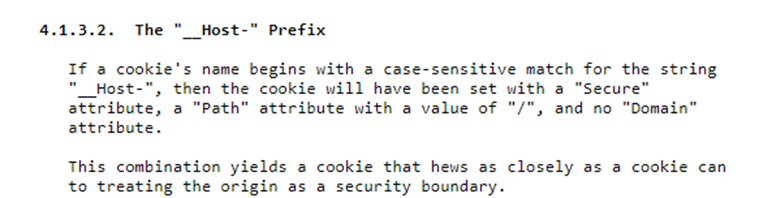 4.1.3.2. The "__Host-" Prefix
If a cookie's name begins with a case-sensitive match for the string
"__Host-", then the cookie will have been set with a "Secure"
attribute, a "Path" attribute with a value of "/", and no "Domain"
attribute.
This combination yields a cookie that hews as closely as a cookie can
to treating the origin as a security boundary.